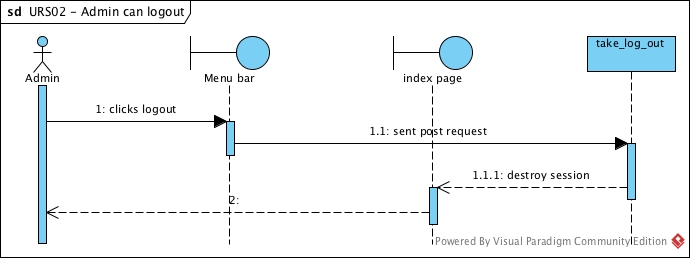 sd URS02 - Admin can logout
Admin
Menu bar
index page
take_log_out
1: clicks logout
1.1: sent post request
1.1.1: destroy session
2:
Powered By Visual Paradigm Community Edition